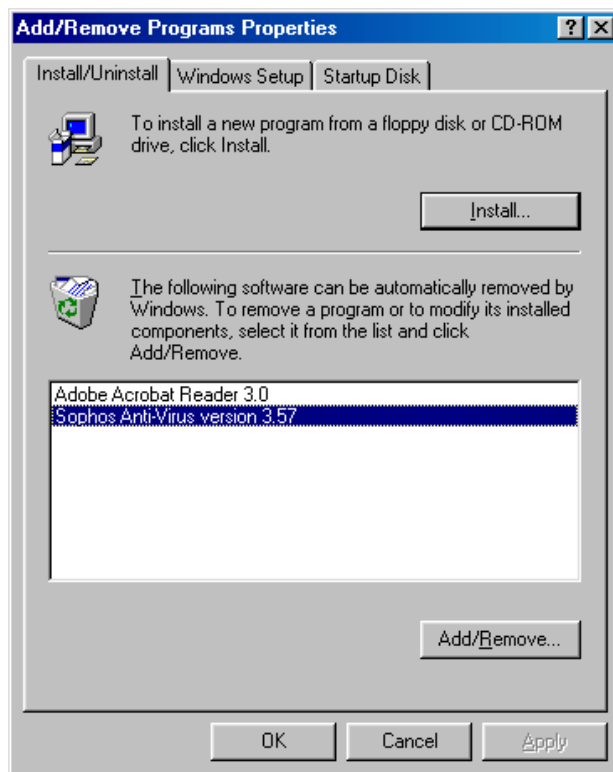 Add/Remove Programs Properties
Install/Uninstall Windows Setup Startup Disk
To install a new program from a floppy disk or CD-ROM
drive, click Install.
Install...
The following software can be automatically removed by
Windows. To remove a program or to modify its installed
components, select it from the list and click
Add/Remove.
Adobe Acrobat Reader 3.0
Sophos Anti-Virus version 3.57
Add/Remove...
OK Cancel Apply